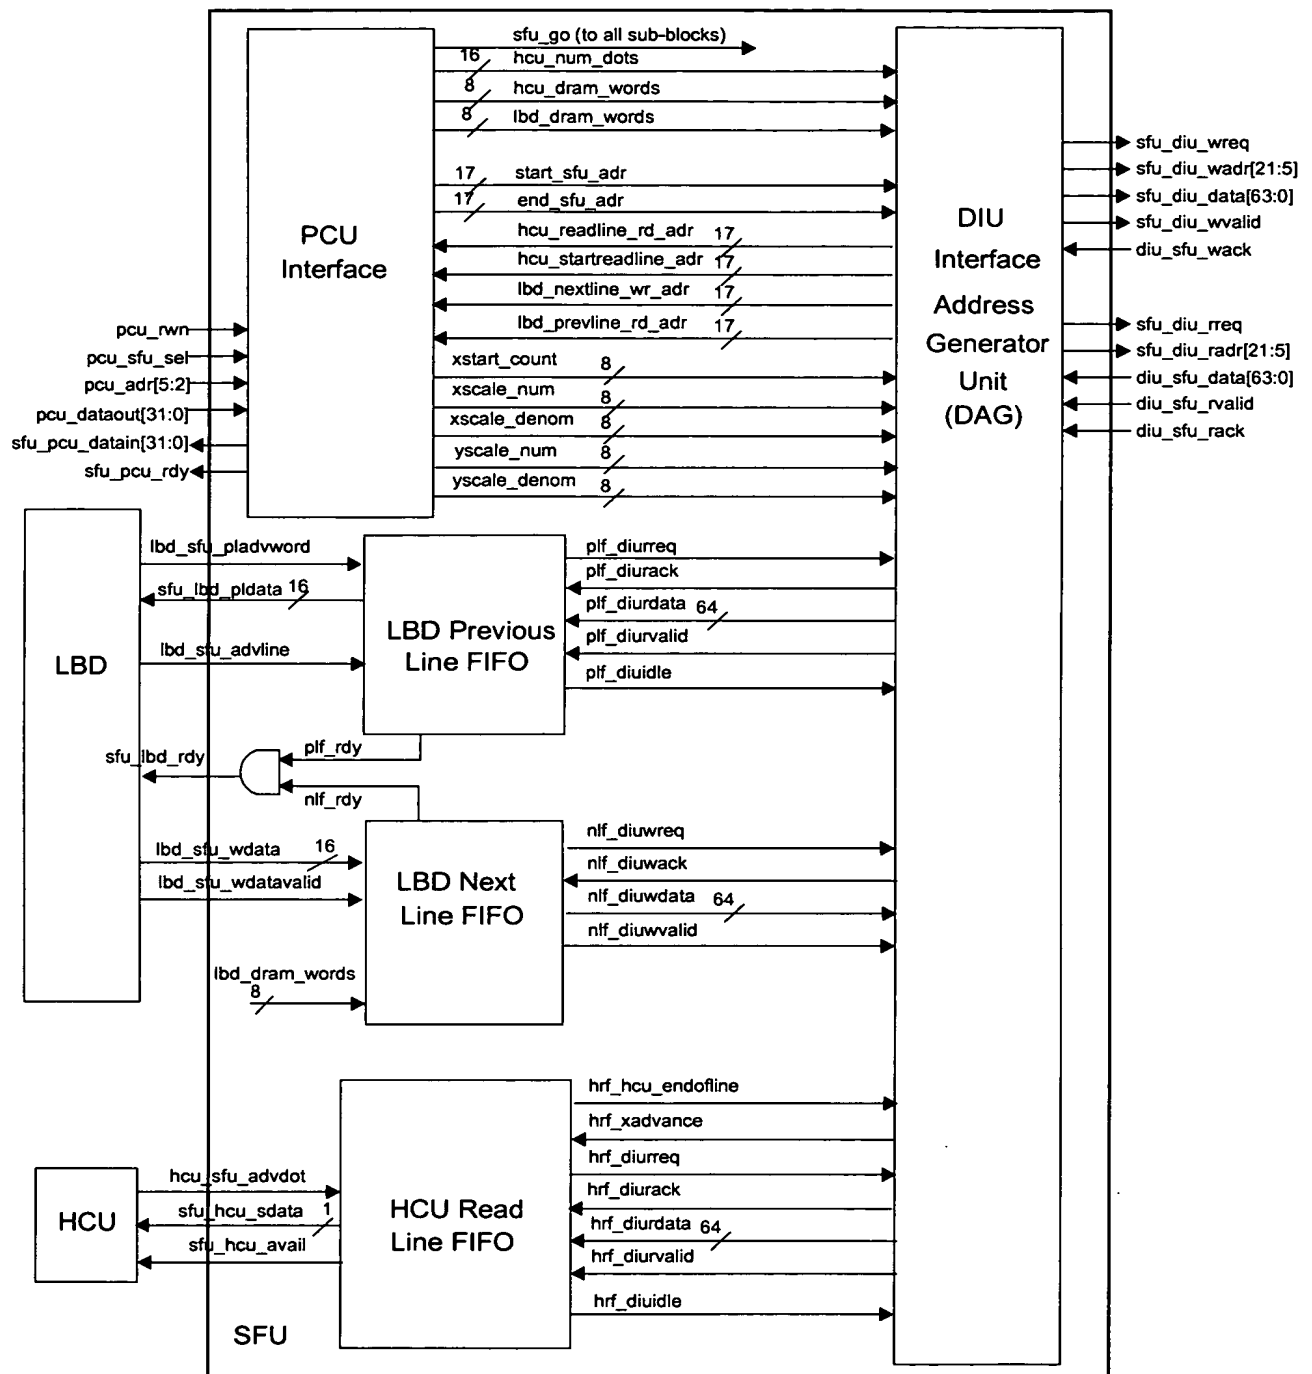 sfu_go (to all sub-blocks)
16 hcu_num_dots
8 hcu_dram_words
8 lbd_dram_words
17 start_sfu_adr
17 end_sfu_adr
hcu_readline_rd_adr 17
hcu_startreadline_adr 17
lbd_nextline_wr_adr 17
lbd_prevline_rd_adr 17
xstart_count 8
xscale_num 8
xscale_denom 8
yscale_num 8
yscale_denom 8
PCU
Interface
pcu_rwn
pcu_sfu_sel
pcu_adr[5:2]
pcu_dataout[31:0]
sfu_pcu_datain[31:0]
sfu_pcu_rdy
DIU
Interface
Address
Generator
Unit
(DAG)
sfu_diu_wreq
sfu_diu_wadr[21:5]
sfu_diu_data[63:0]
sfu_diu_wvalid
diu_sfu_wack
sfu_diu_rreq
sfu_diu_radr[21:5]
diu_sfu_data[63:0]
diu_sfu_rvalid
diu_sfu_rack
LBD
lbd_sfu_pladvword
sfu_lbd_pldata 16
lbd_sfu_advline
LBD Previous
Line FIFO
plf_diurreq
plf_diurack
plf_diurdata 64
plf_diurvalid
plf_diuidle
sfu_lbd_rdy
plf_rdy
nlf_rdy
lbd_sfu_wdata 16
lbd_sfu_wdatavalid
lbd_dram_words
8
LBD Next
Line FIFO
nlf_diuwreq
nlf_diuwack
nlf_diuwdata 64
nlf_diuwvalid
HCU
hcu_sfu_advdot
sfu_hcu_sdata 1
sfu_hcu_avail
HCU Read
Line FIFO
hrf_hcu_endofline
hrf_xadvance
hrf_diurreq
hrf_diurack
hrf_diurdata 64
hrf_diurvalid
hrf_diuidle
SFU